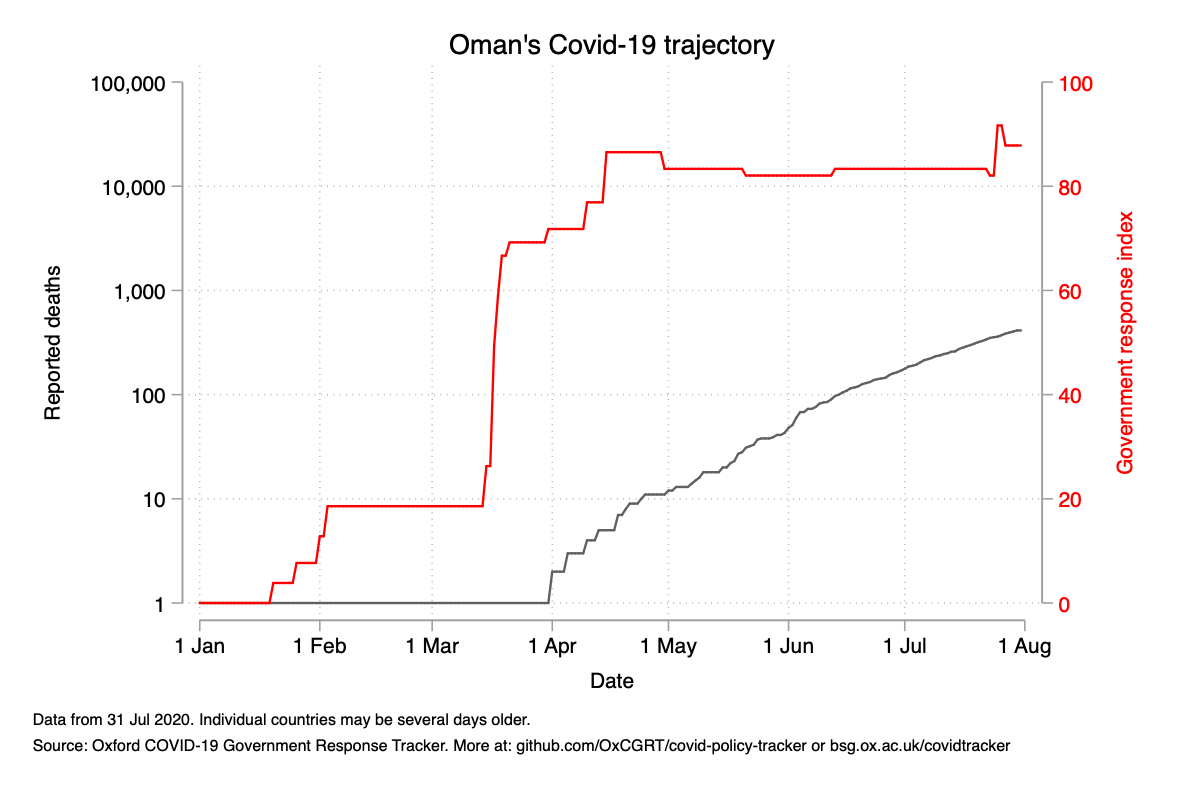 Oman's Covid-19 trajectory
100,000
10,000
1,000
100
10
1
Reported deaths
100
80
60
40
20
0
Government response index
1 Jan
1 Feb
1 Mar
1 Apr
1 May
1 Jun
1 Jul
1 Aug
Date
Data from 31 Jul 2020. Individual countries may be several days older.
Source: Oxford COVID-19 Government Response Tracker. More at: github.com/OxCGRT/covid-policy-tracker or bsg.ox.ac.uk/covidtracker